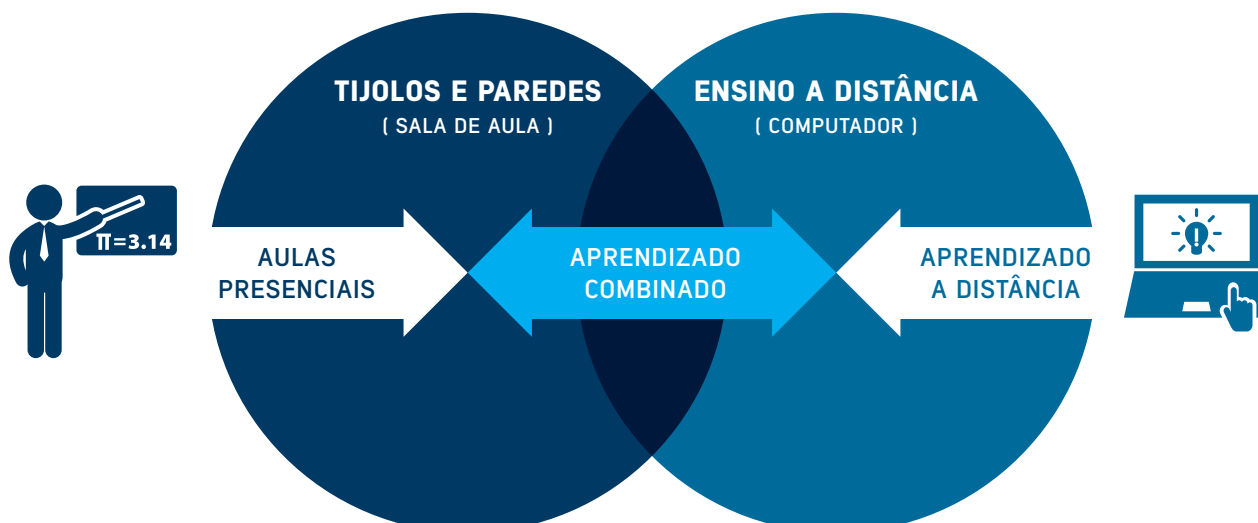 TIJOLOS E PAREDES
( SALA DE AULA )
ENSINO A DISTÂNCIA
( COMPUTADOR )
π=3.14
AULAS
PRESENCIAIS
APRENDIZADO
COMBINADO
APRENDIZADO
A DISTÂNCIA
!